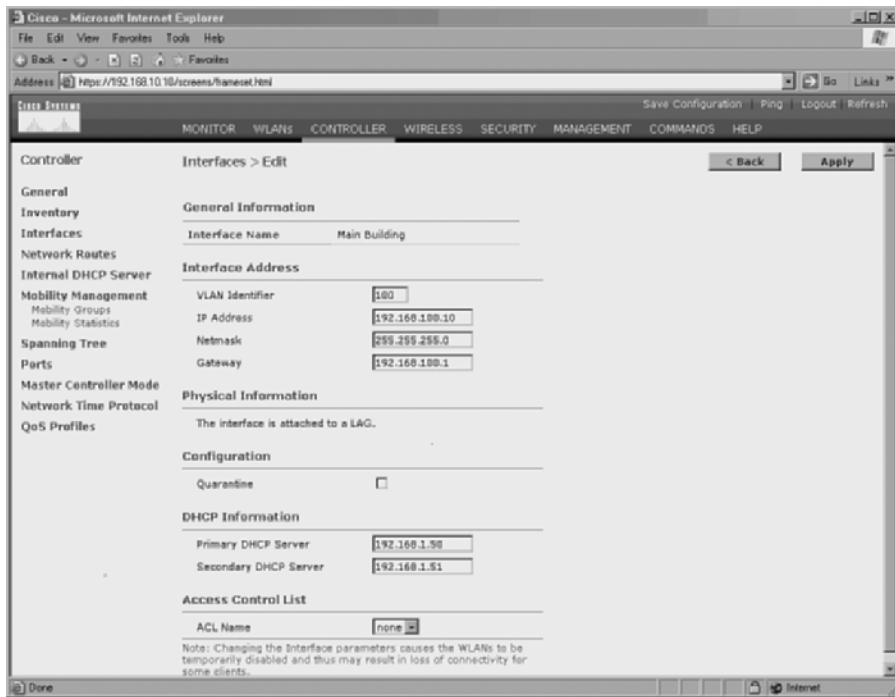 Cisco - Microsoft Internet Explorer
File Edit View Favorites Tools Help
Back Favorites
Address https://192.168.10.10/screens/frameset.html Go Links »
CISCO SYSTEMS
Save Configuration | Ping | Logout | Refresh
MONITOR WLANs CONTROLLER WIRELESS SECURITY MANAGEMENT COMMANDS HELP
Controller
General
Inventory
Interfaces
Network Routes
Internal DHCP Server
Mobility Management
Mobility Groups
Mobility Statistics
Spanning Tree
Ports
Master Controller Mode
Network Time Protocol
QoS Profiles
Interfaces > Edit
< Back Apply
General Information
Interface Name Main Building
Interface Address
VLAN Identifier 100
IP Address 192.168.100.10
Netmask 255.255.255.0
Gateway 192.168.100.1
Physical Information
The interface is attached to a LAG.
Configuration
Quarantine
DHCP Information
Primary DHCP Server 192.168.1.50
Secondary DHCP Server 192.168.1.51
Access Control List
ACL Name none
Note: Changing the Interface parameters causes the WLANs to be
temporarily disabled and thus may result in loss of connectivity for
some clients.
Done Internet